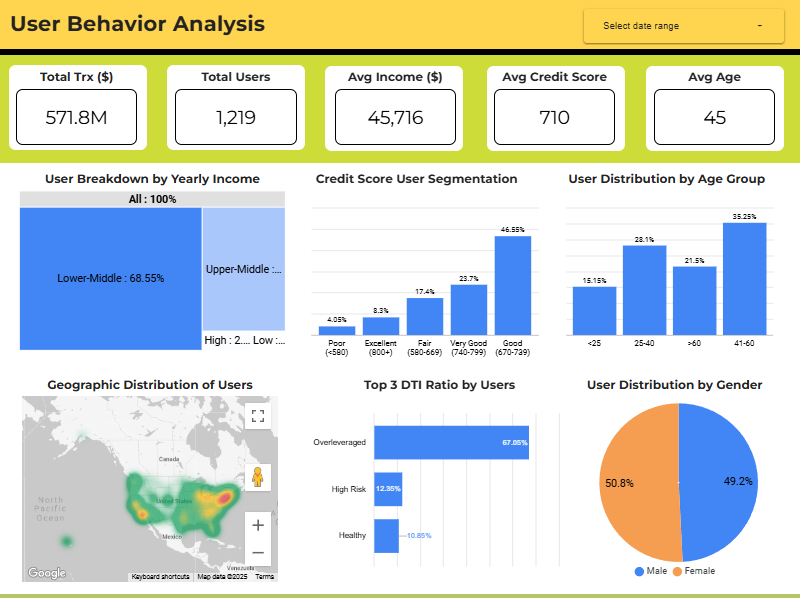 User Behavior Analysis
Select date range
Total Trx ($)
571.8M
Total Users
1,219
Avg Income ($)
45,716
Avg Credit Score
710
Avg Age
45
User Breakdown by Yearly Income
All : 100%
Lower-Middle : 68.55%
Upper-Middle :...
High : 2.... Low :...
Credit Score User Segmentation
4.05%
8.3%
17.4%
23.7%
46.55%
Poor
(<580)
Excellent
(800+)
Fair
(580-669)
Very Good
(740-799)
Good
(670-739)
User Distribution by Age Group
15.15%
28.1%
21.5%
35.25%
<25
25-40
>60
41-60
Geographic Distribution of Users
Canada
United States
North
Pacific
Ocean
Mexico
Venezuela
Google
Keyboard shortcuts
Map data ©2025
Terms
Top 3 DTI Ratio by Users
Overleveraged
67.05%
High Risk
12.35%
Healthy
10.85%
User Distribution by Gender
50.8%
49.2%
Male
Female